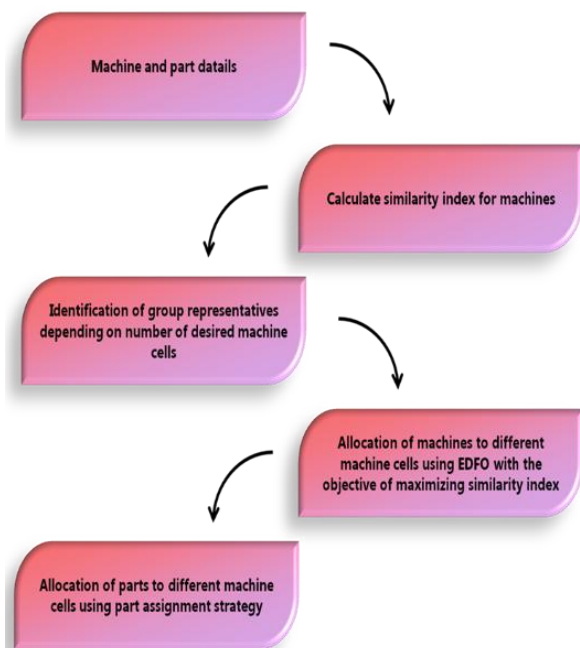 Machine and part datails
Calculate similarity index for machines
Identification of group representatives
depending on number of desired machine
cells
Allocation of machines to different
machine cells using EDFO with the
objective of maximizing similarity index
Allocation of parts to different machine
cells using part assignment strategy